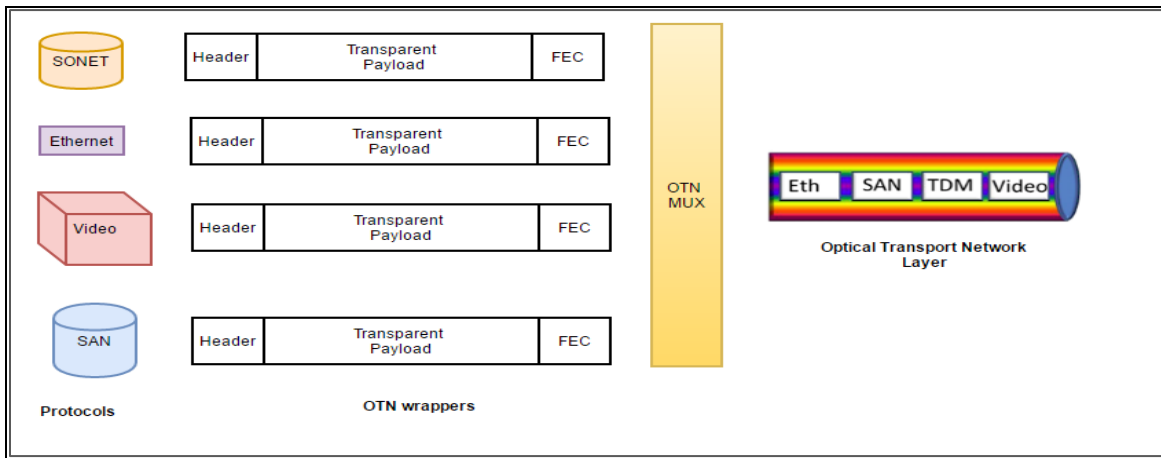 SONET
Header
Transparent
Payload
FEC
Ethernet
Header
Transparent
Payload
FEC
Video
Header
Transparent
Payload
FEC
SAN
Header
Transparent
Payload
FEC
OTN
MUX
Eth SAN TDM Video
Optical Transport Network
Layer
Protocols
OTN wrappers